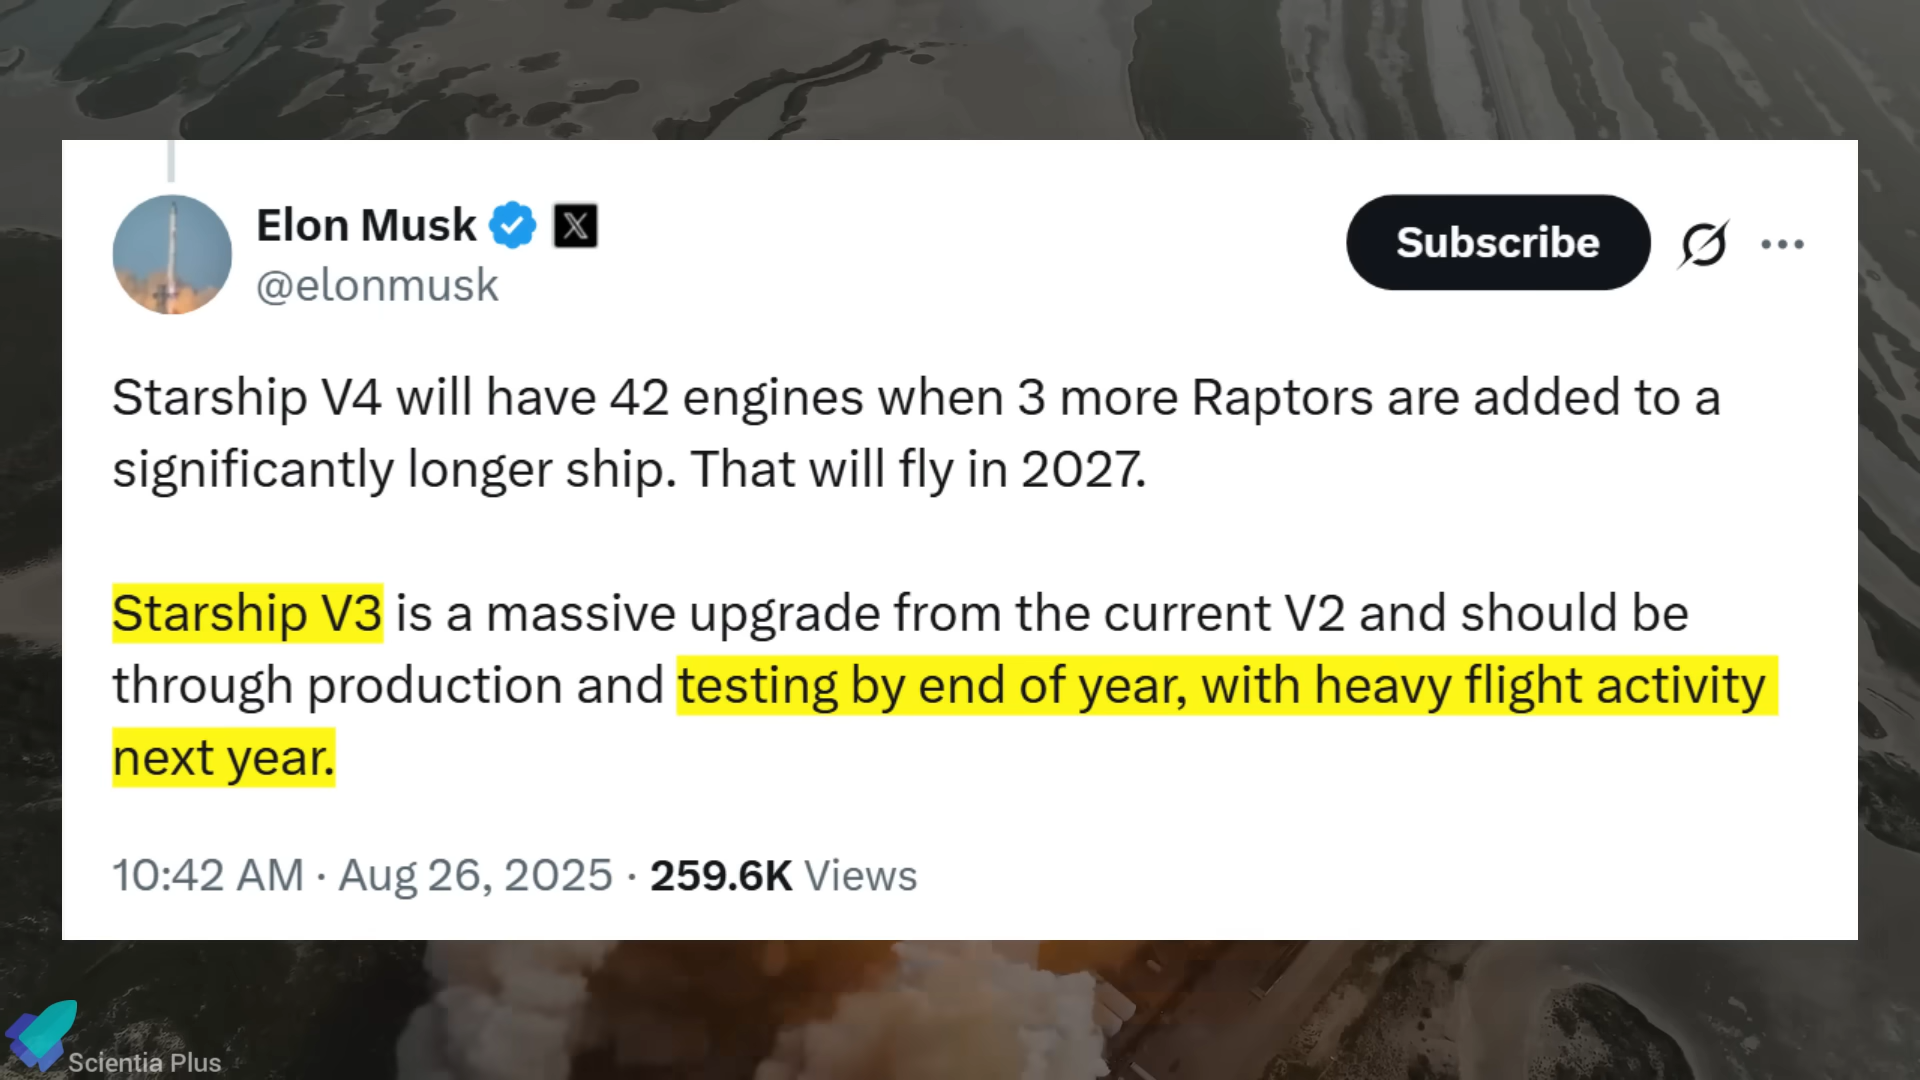 Elon Musk
@elonmusk
Subscribe
Starship V4 will have 42 engines when 3 more Raptors are added to a
significantly longer ship. That will fly in 2027.
Starship V3 is a massive upgrade from the current V2 and should be
through production and testing by end of year, with heavy flight activity
next year.
10:42 AM · Aug 26, 2025 · 259.6K Views
Scientia Plus